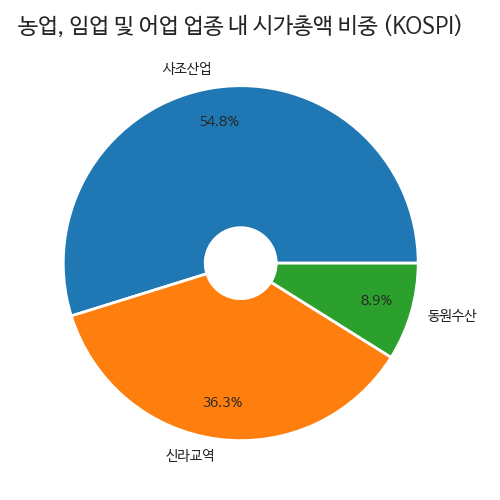 농업, 임업 및 어업 업종 내 시가총액 비중 (KOSPI)
사조산업
54.8%
8.9%
동원수산
36.3%
신라교역